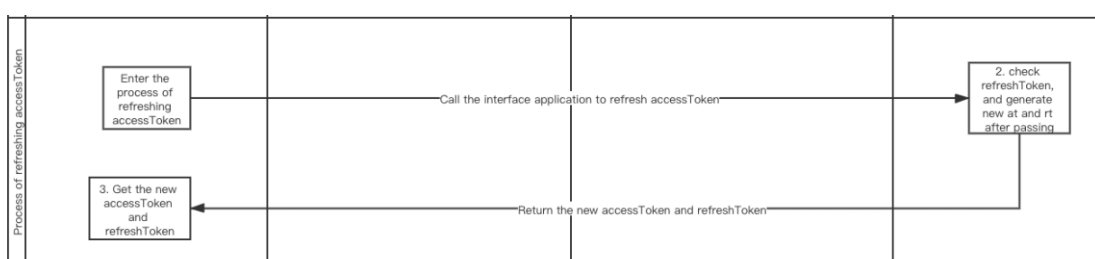 Process of refreshing accessToken
Enter the
process of
refreshing
accessToken
Call the interface application to refresh accessToken
2. check
refreshToken,
and generate
new at and rt
after passing
3. Get the new
accessToken
and
refreshToken
Return the new accessToken and refreshToken